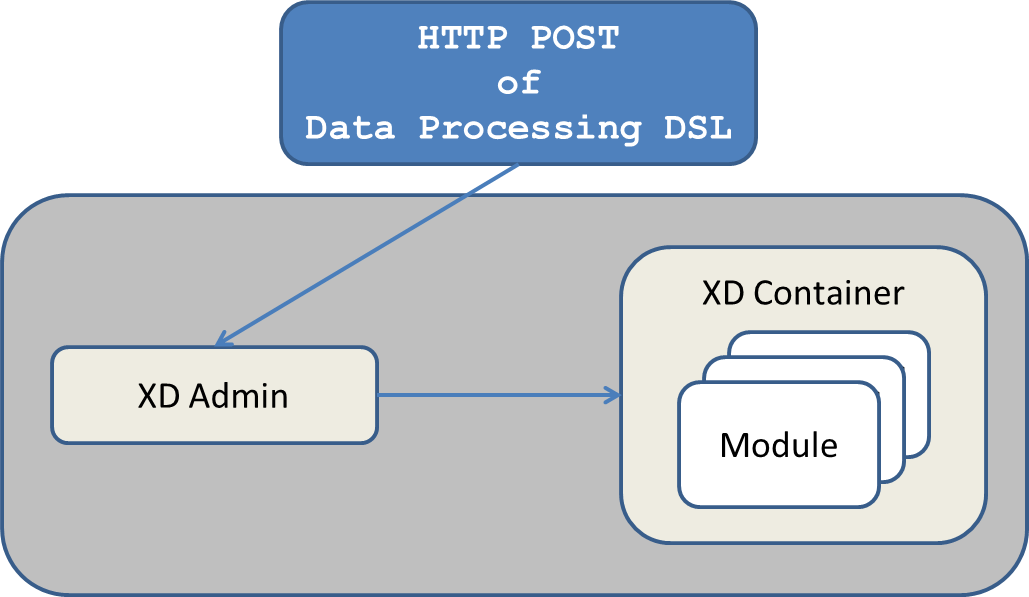 HTTP POST
of
Data Processing DSL
XD Container
XD Admin
Module